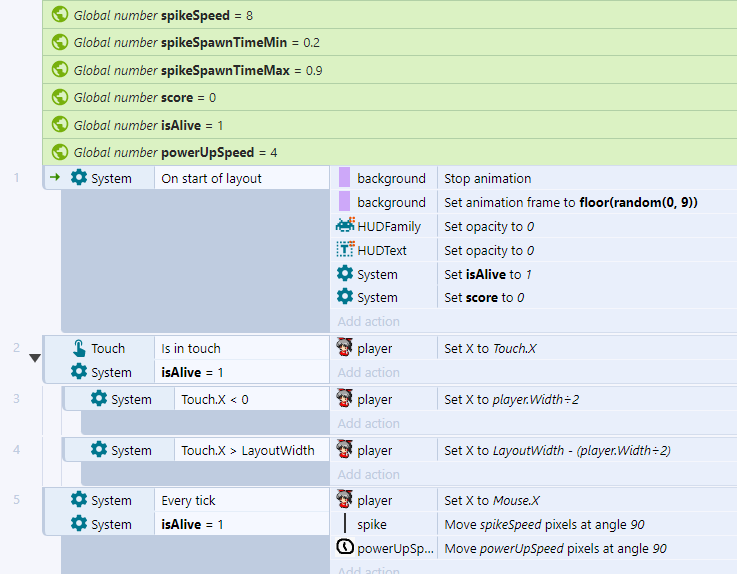 Global number spikeSpeed = 8
Global number spikeSpawnTimeMin = 0.2
Global number spikeSpawnTimeMax = 0.9
Global number score = 0
Global number isAlive = 1
Global number powerUpSpeed = 4
1 System On start of layout background Stop animation
background Set animation frame to floor(random(0, 9))
HUDFamily Set opacity to 0
HUDText Set opacity to 0
System Set isAlive to 1
System Set score to 0
Add action
2 Touch Is in touch player Set X to Touch.X
System isAlive = 1 Add action
3 System Touch.X < 0 player Set X to player.Width÷2
Add action
4 System Touch.X > LayoutWidth player Set X to LayoutWidth - (player.Width÷2)
Add action
5 System Every tick player Set X to Mouse.X
System isAlive = 1 spike Move spikeSpeed pixels at angle 90
powerUpSp... Move powerUpSpeed pixels at angle 90
Add action